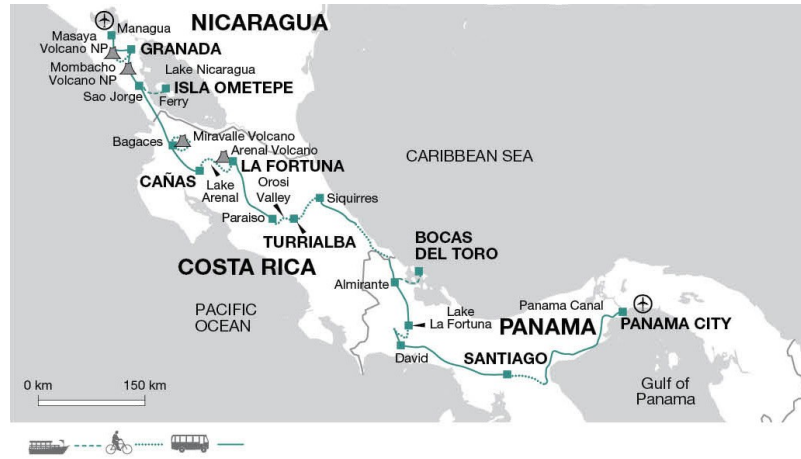 NICARAGUA
Managua
Masaya
Volcano NP
GRANADA
Mombacho
Volcano NP
Lake Nicaragua
ISLA OMETEPE
Sao Jorge
Ferry
Bagaces
Miravalle Volcano
Arenal Volcano
LA FORTUNA
CAÑAS
Lake
Arenal
Orosi
Valley
Siquirres
Paraiso
TURRIALBA
COSTA RICA
CARIBBEAN SEA
BOCAS
DEL TORO
Almirante
PACIFIC
OCEAN
Lake
La Fortuna
Panama Canal
PANAMA
PANAMA CITY
David
SANTIAGO
Gulf of
Panama
0 km
150 km